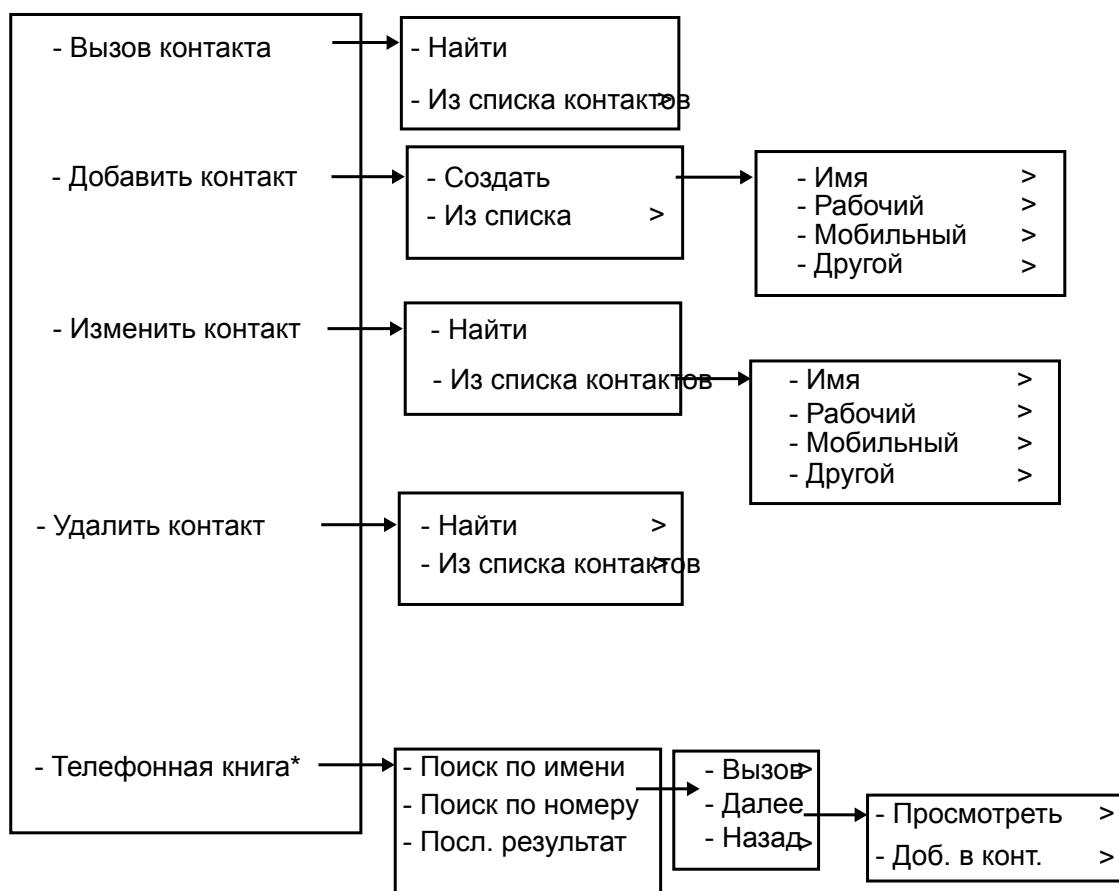 - Вызов контакта
- Найти
- Из списка контактов >
- Добавить контакт
- Создать
- Из списка >
- Имя >
- Рабочий >
- Мобильный >
- Другой >
- Изменить контакт
- Найти
- Из списка контактов
- Имя >
- Рабочий >
- Мобильный >
- Другой >
- Удалить контакт
- Найти >
- Из списка контактов >
- Телефонная книга*
- Поиск по имени
- Поиск по номеру
- Посл. результат
- Вызов >
- Далее
- Назад >
- Просмотреть >
- Доб. в конт. >